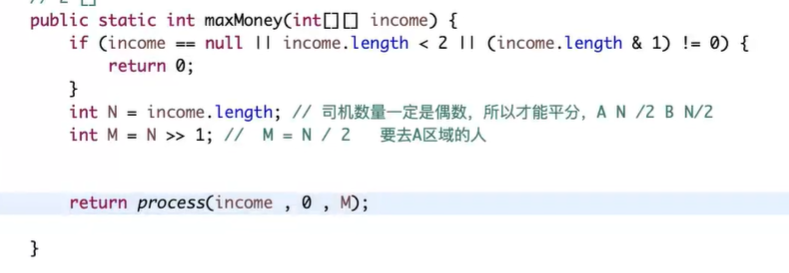 public static int maxMoney(int[][] income) {
if (income == null || income.length < 2 || (income.length & 1) != 0) {
return 0;
}
int N = income.length; // 司机数量一定是偶数，所以才能平分，A N /2 B N/2
int M = N >> 1; // M = N / 2 要去A区域的人
return process(income , 0 , M);
}